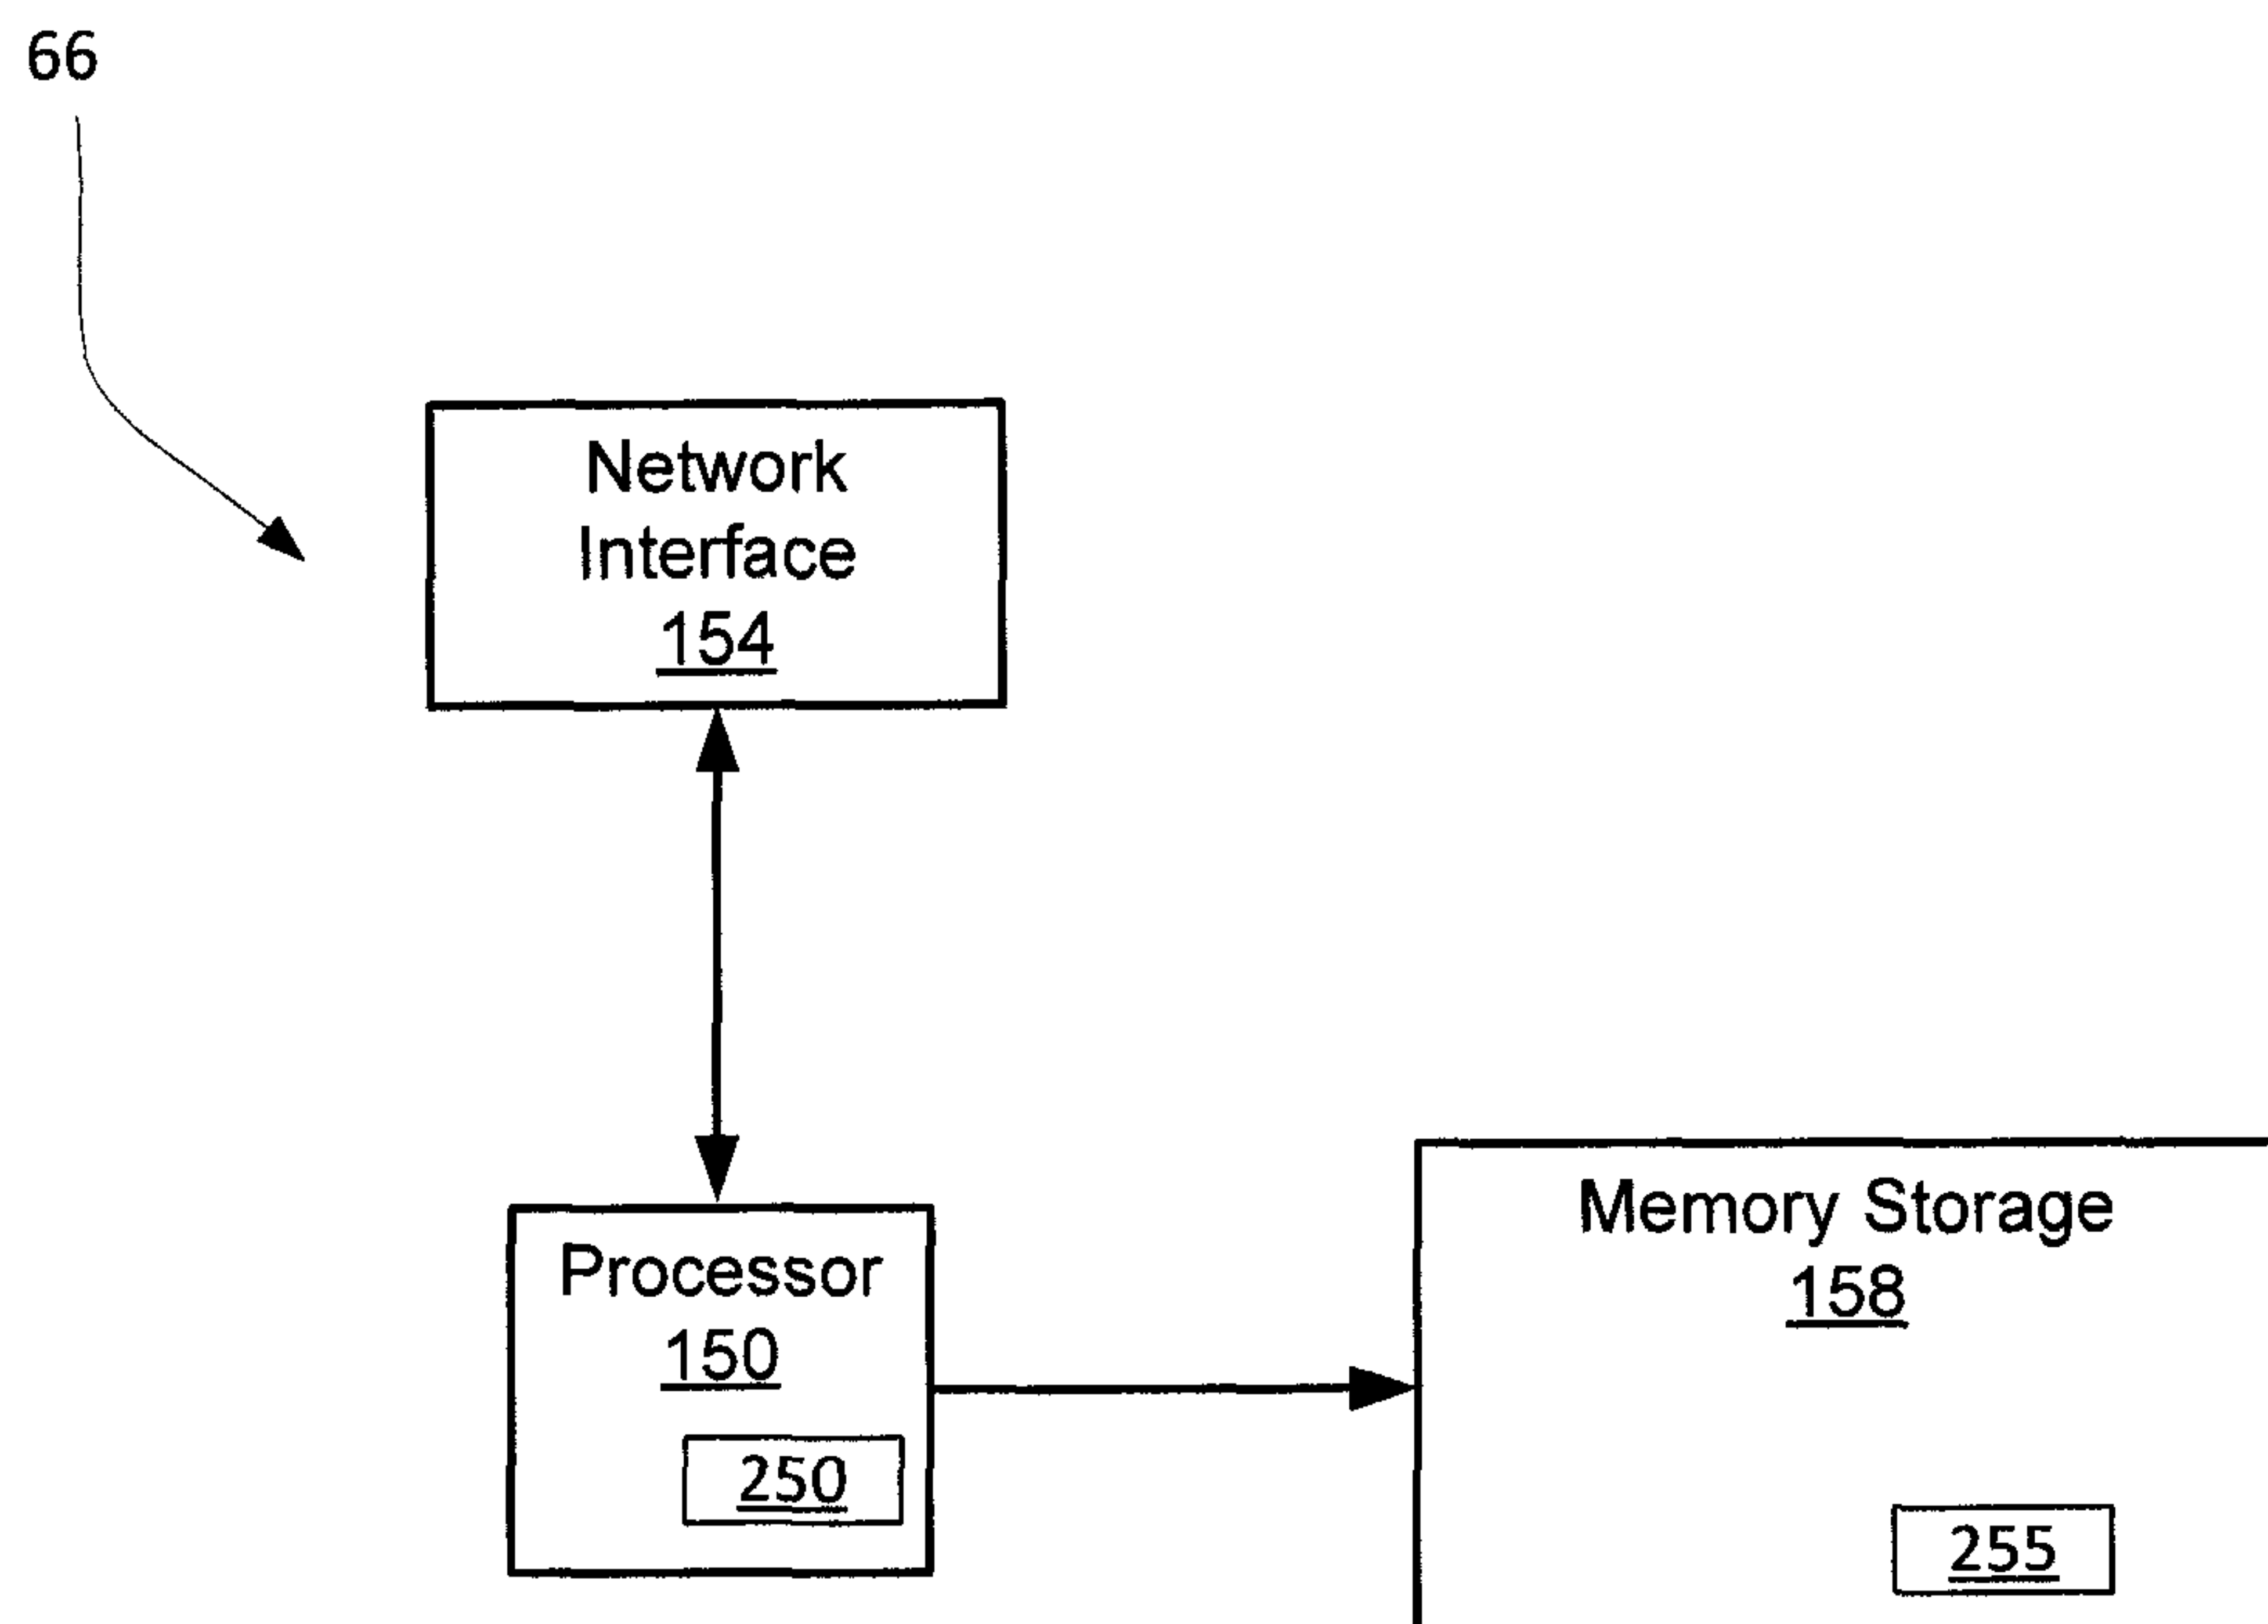 66
Network
Interface
154
Processor
150
250
Memory Storage
158
255